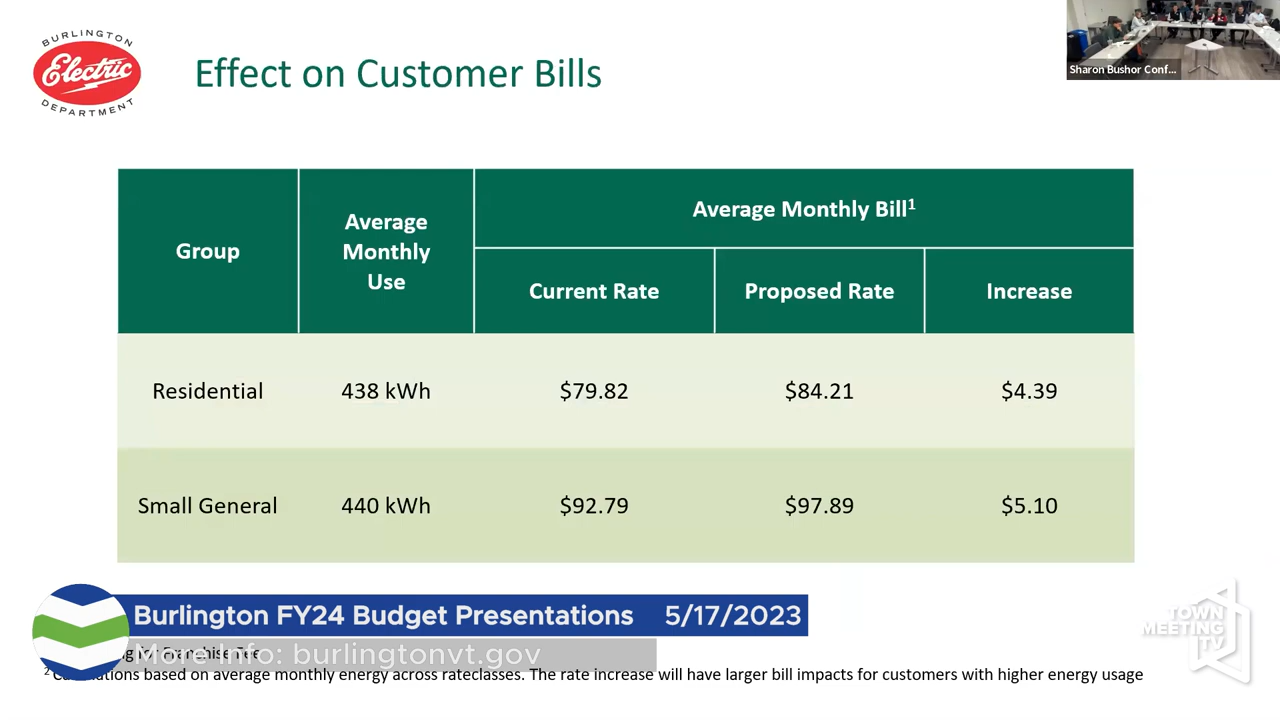 BURLINGTON
Electric
DEPARTMENT
Effect on Customer Bills
Sharon Bushor Conf...
Group
Average
Monthly
Use
Average Monthly Bill¹
Current Rate
Proposed Rate
Increase
Residential
438 kWh
$79.82
$84.21
$4.39
Small General
440 kWh
$92.79
$97.89
$5.10
Burlington FY24 Budget Presentations 5/17/2023
More info: burlingtonvt.gov
for Franchise Fee
² based on average monthly energy across rateclasses. The rate increase will have larger bill impacts for customers with higher energy usage
TOWN
MEETING
TV